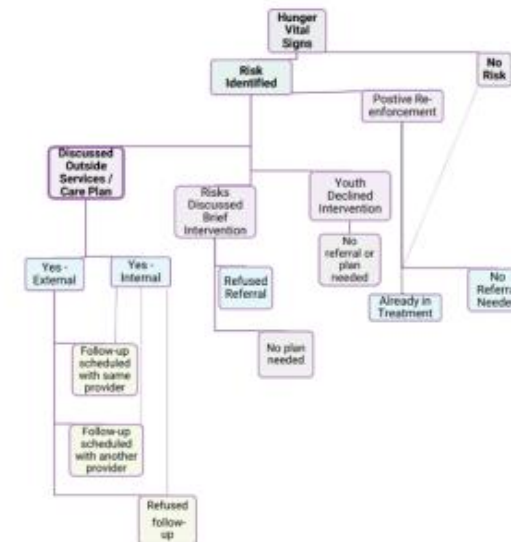 Hunger
Vital
Signs
Risk
Identified
No
Risk
Postive Re-
enforcement
Discussed
Outside
Services /
Care Plan
Risks
Discussed
Brief
Intervention
Youth
Declined
Intervention
No
referral or
plan
needed
Yes -
External
Yes -
Internal
Refused
Referral
Already in
Treatment
No
Referral
Neede
Follow-up
scheduled
with same
provider
No plan
needed
Follow-up
scheduled
with another
provider
Refused
follow-
up